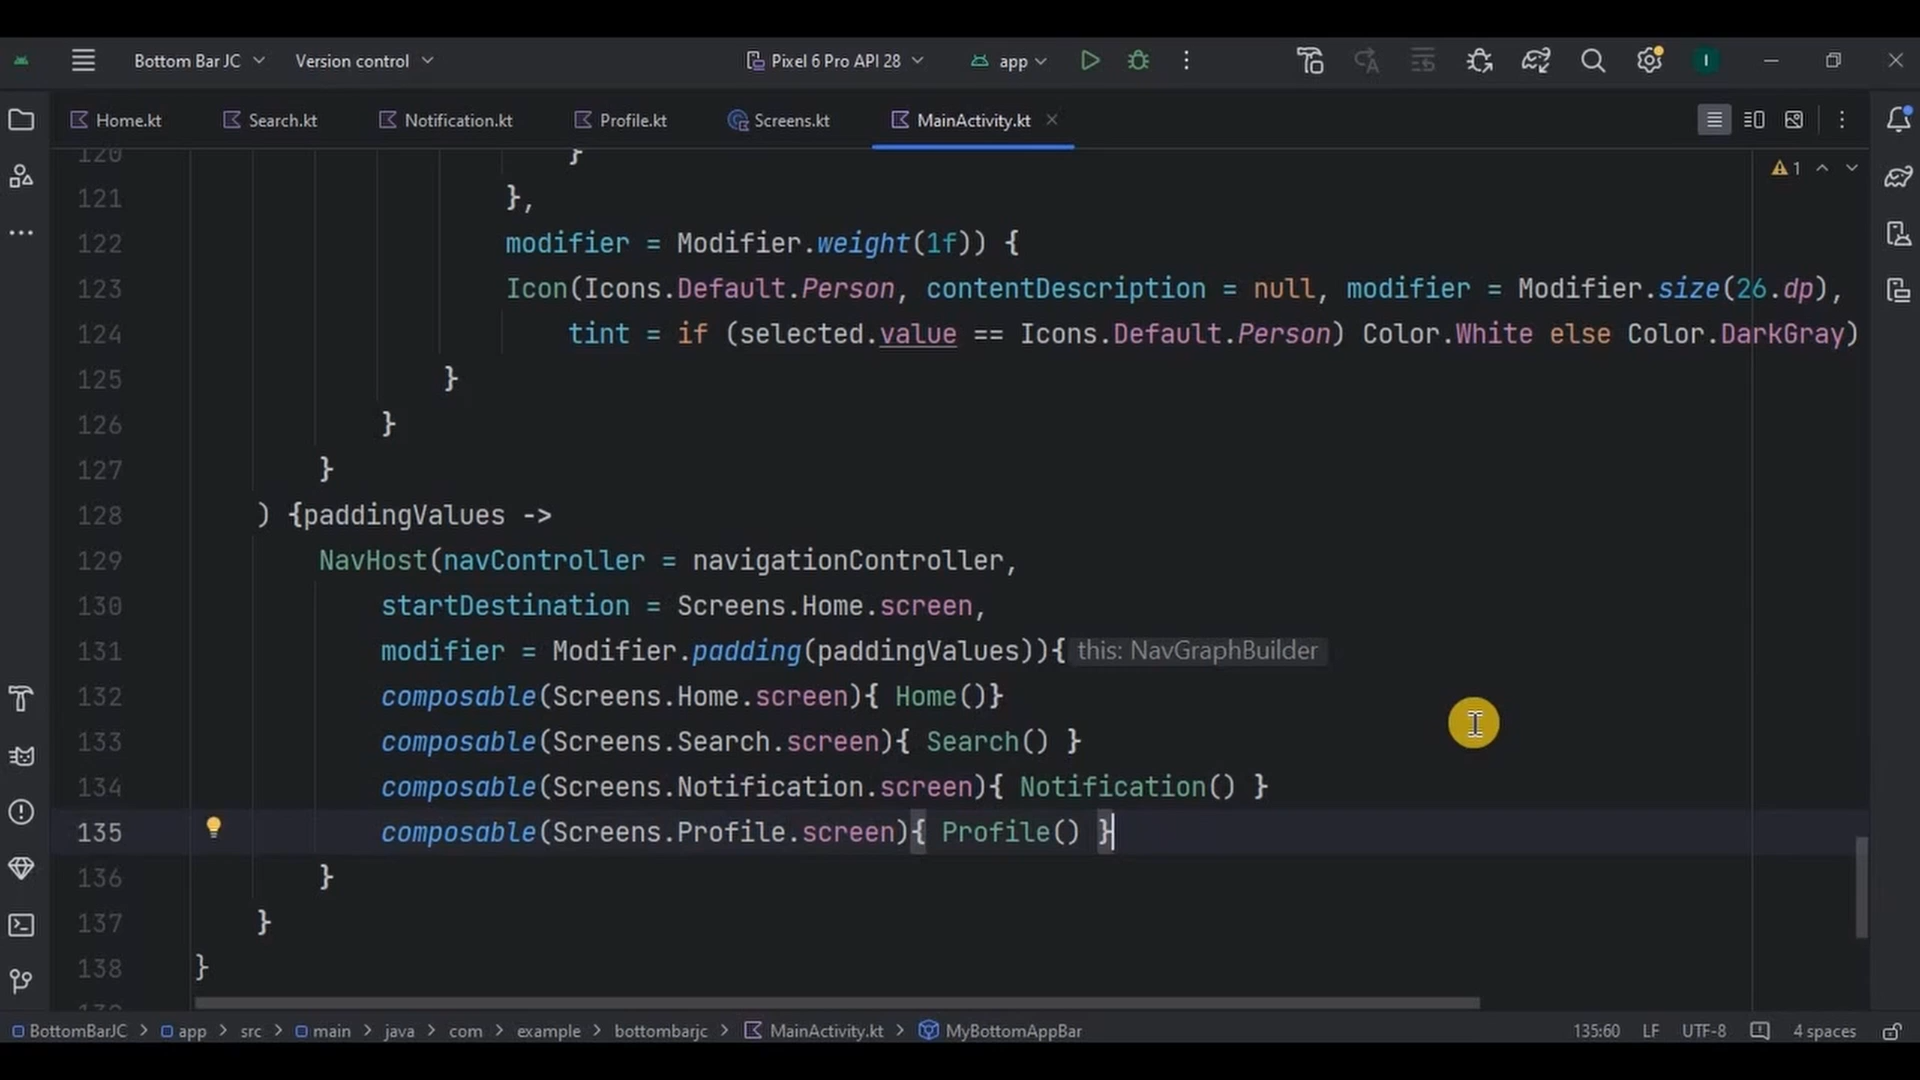 Bottom Bar JC
Version control
Pixel 6 Pro API 28
app
I
Home.kt
Search.kt
Notification.kt
Profile.kt
Screens.kt
MainActivity.kt
1
120 }
121 },
122 modifier = Modifier.weight(1f)) {
123 Icon(Icons.Default.Person, contentDescription = null, modifier = Modifier.size(26.dp),
124 tint = if (selected.value == Icons.Default.Person) Color.White else Color.DarkGray)
125 }
126 }
127 }
128 ) {paddingValues ->
129 NavHost(navController = navigationController,
130 startDestination = Screens.Home.screen,
131 modifier = Modifier.padding(paddingValues)){ this: NavGraphBuilder
132 composable(Screens.Home.screen){ Home()}
133 composable(Screens.Search.screen){ Search() }
134 composable(Screens.Notification.screen){ Notification() }
135 composable(Screens.Profile.screen){ Profile() }
136 }
137 }
138 }
BottomBarJC > app > src > main > java > com > example > bottombarjc > MainActivity.kt > MyBottomAppBar
135:60 LF UTF-8 4 spaces